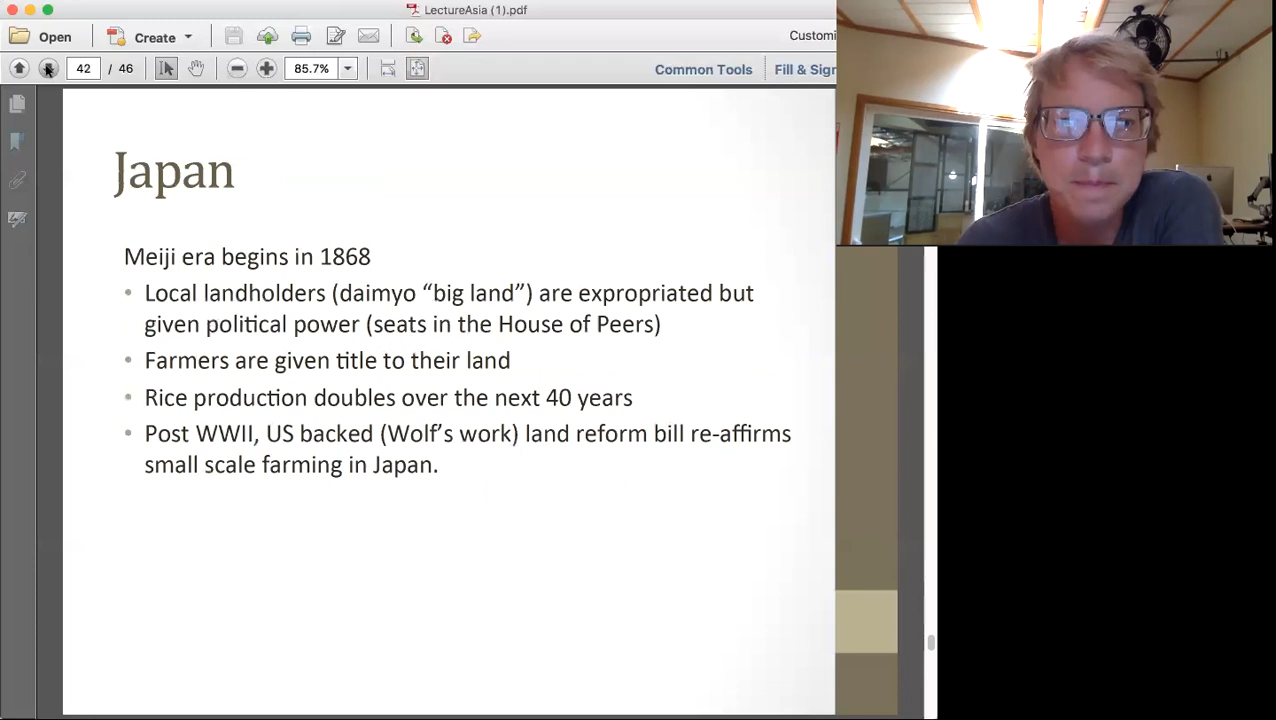 LectureAsia (1).pdf
Open
Create
Customi
42 / 46
85.7%
Common Tools
Fill & Sign
Japan
Meiji era begins in 1868
• Local landholders (daimyo “big land”) are expropriated but
given political power (seats in the House of Peers)
• Farmers are given title to their land
• Rice production doubles over the next 40 years
• Post WWII, US backed (Wolf’s work) land reform bill re-affirms
small scale farming in Japan.